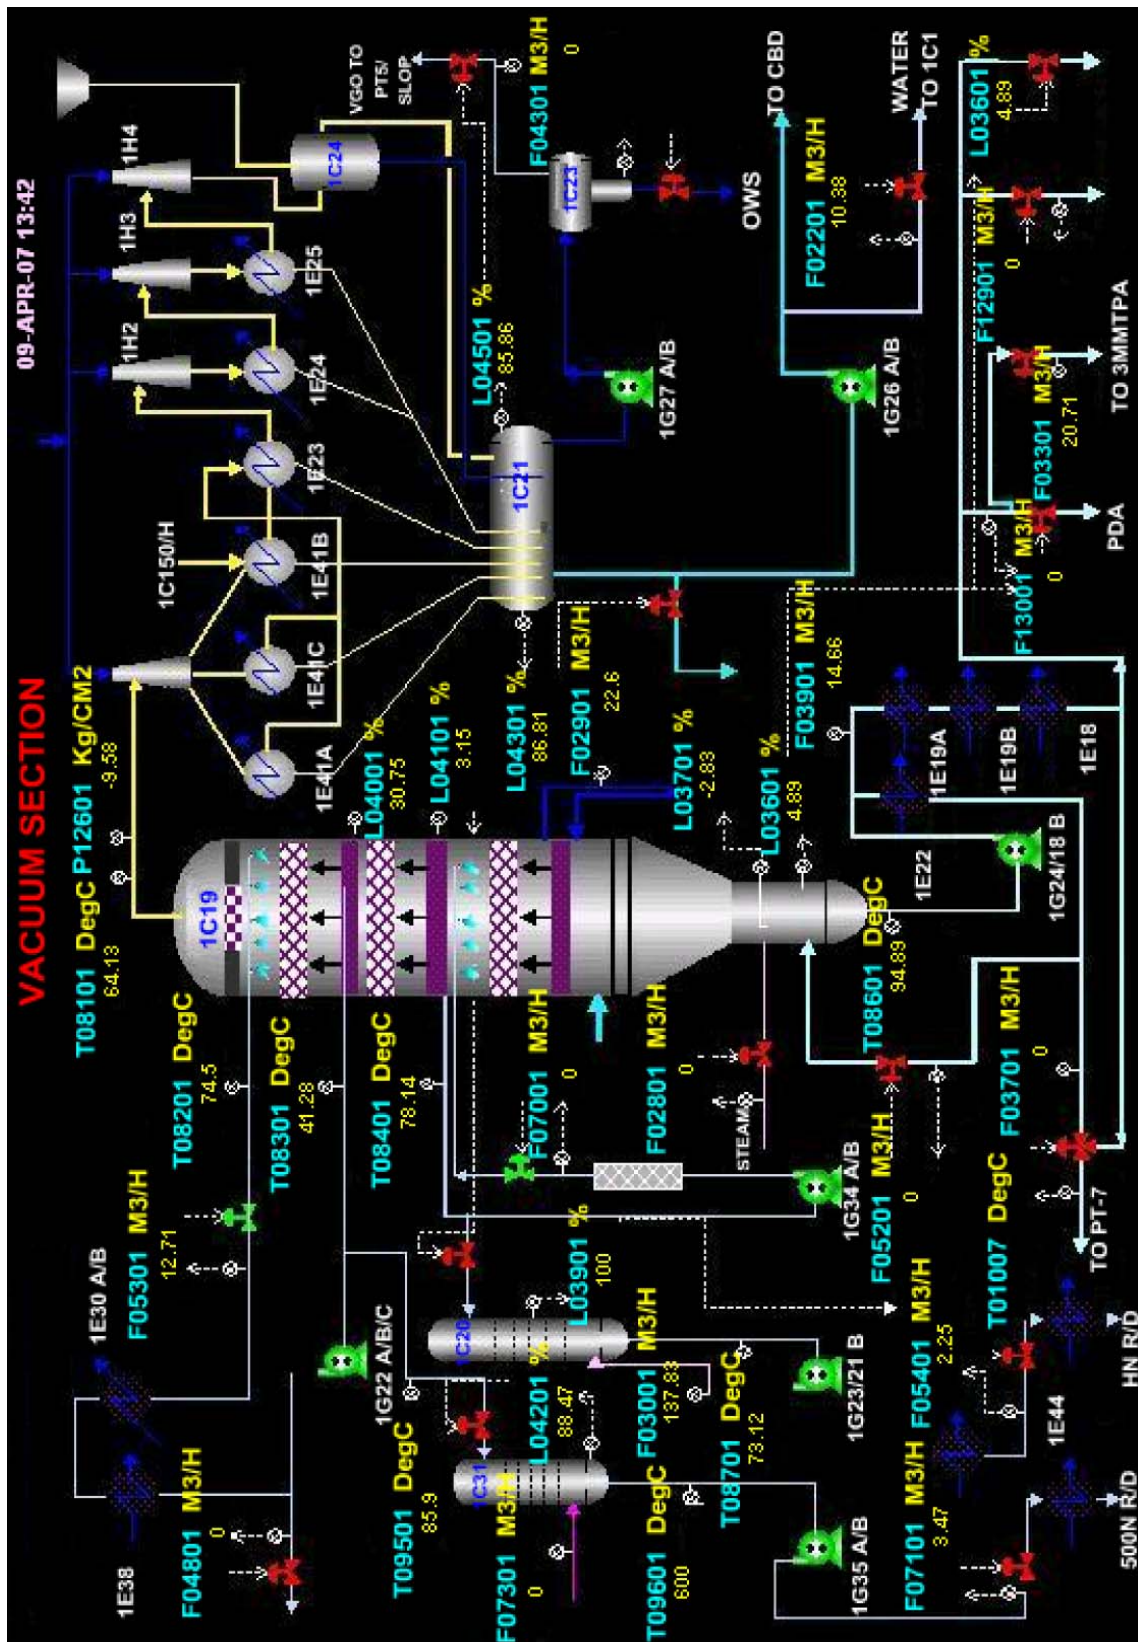 VACUUM SECTION
09-APR-07 13:42
1E30 A/B
1E38
F05301 M3/H
12.71
F04801 M3/H
0
T08101 DegC
64.13
P12601 Kg/CM2
-9.58
T08201 DegC
74.5
T08301 DegC
41.28
T08401 DegC
78.14
1C19
1E41A
1E41C
1E41B
1C150/H
1E23
1E24
1E25
1H2
1H3
1H4
1C24
VGO TO
PT5/
SLOP
F04301 M3/H
0
1C23
OWS
L04501 %
85.86
1C21
1G27 A/B
L04001 %
30.75
L04101 %
3.15
L04301 %
86.81
F02901 M3/H
22.6
L03701 %
-2.83
L03601 %
4.89
F03901 M3/H
14.66
TO CBD
F02201 M3/H
10.38
WATER
TO 1C1
1G26 A/B
L03601 %
4.89
F12901 M3/H
0
F03301 M3/H
20.71
TO 3MMTPA
F13001 M3/H
0
PDA
1E19A
1E19B
1E18
1E22
1G24/18 B
T08601 DegC
94.89
F07001 M3/H
0
F02801 M3/H
0
STEAM
F05201 M3/H
0
F03701 M3/H
0
TO PT-7
1G34 A/B
1G22 A/B/C
1C20
L03901 %
100
T09501 DegC
85.9
1C31
L04201 %
88.47
F03001 M3/H
137.83
F07301 M3/H
0
T09601 DegC
600
T08701 DegC
73.12
1G23/21 B
1G35 A/B
F05401 M3/H
2.25
T01007 DegC
F07101 M3/H
3.47
1E44
HN R/D
500N R/D